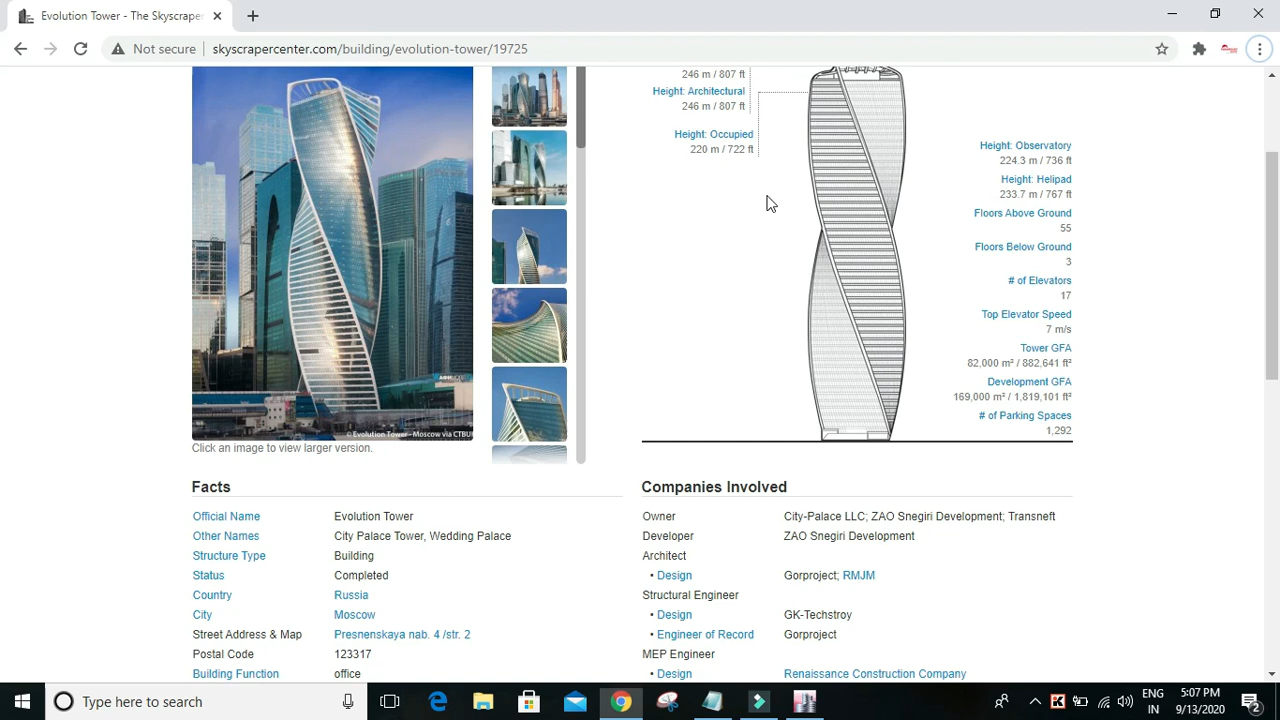 Evolution Tower - The Skyscraper
Not secure
skyscrapercenter.com/building/evolution-tower/19725
246 m / 807 ft
Height: Architectural
246 m / 807 ft
Height: Occupied
220 m / 722 ft
Height: Observatory
224.3 m / 736 ft
Height: Helipad
233.7 m / 767 ft
Floors Above Ground
55
Floors Below Ground
3
# of Elevators
17
Top Elevator Speed
7 m/s
Tower GFA
82,000 m² / 882,641 ft²
Development GFA
169,000 m² / 1,819,101 ft²
# of Parking Spaces
1,292
© Evolution Tower - Moscow via CTBU
Click an image to view larger version.
Facts
Official Name Evolution Tower
Other Names City Palace Tower, Wedding Palace
Structure Type Building
Status Completed
Country Russia
City Moscow
Street Address & Map Presnenskaya nab. 4 /str. 2
Postal Code 123317
Building Function office
Companies Involved
Owner City-Palace LLC; ZAO Snegiri Development; Transneft
Developer ZAO Snegiri Development
Architect
• Design Gorproject; RMJM
Structural Engineer
• Design GK-Techstroy
• Engineer of Record Gorproject
MEP Engineer
• Design Renaissance Construction Company
Type here to search
ENG
IN
5:07 PM
9/13/2020
2